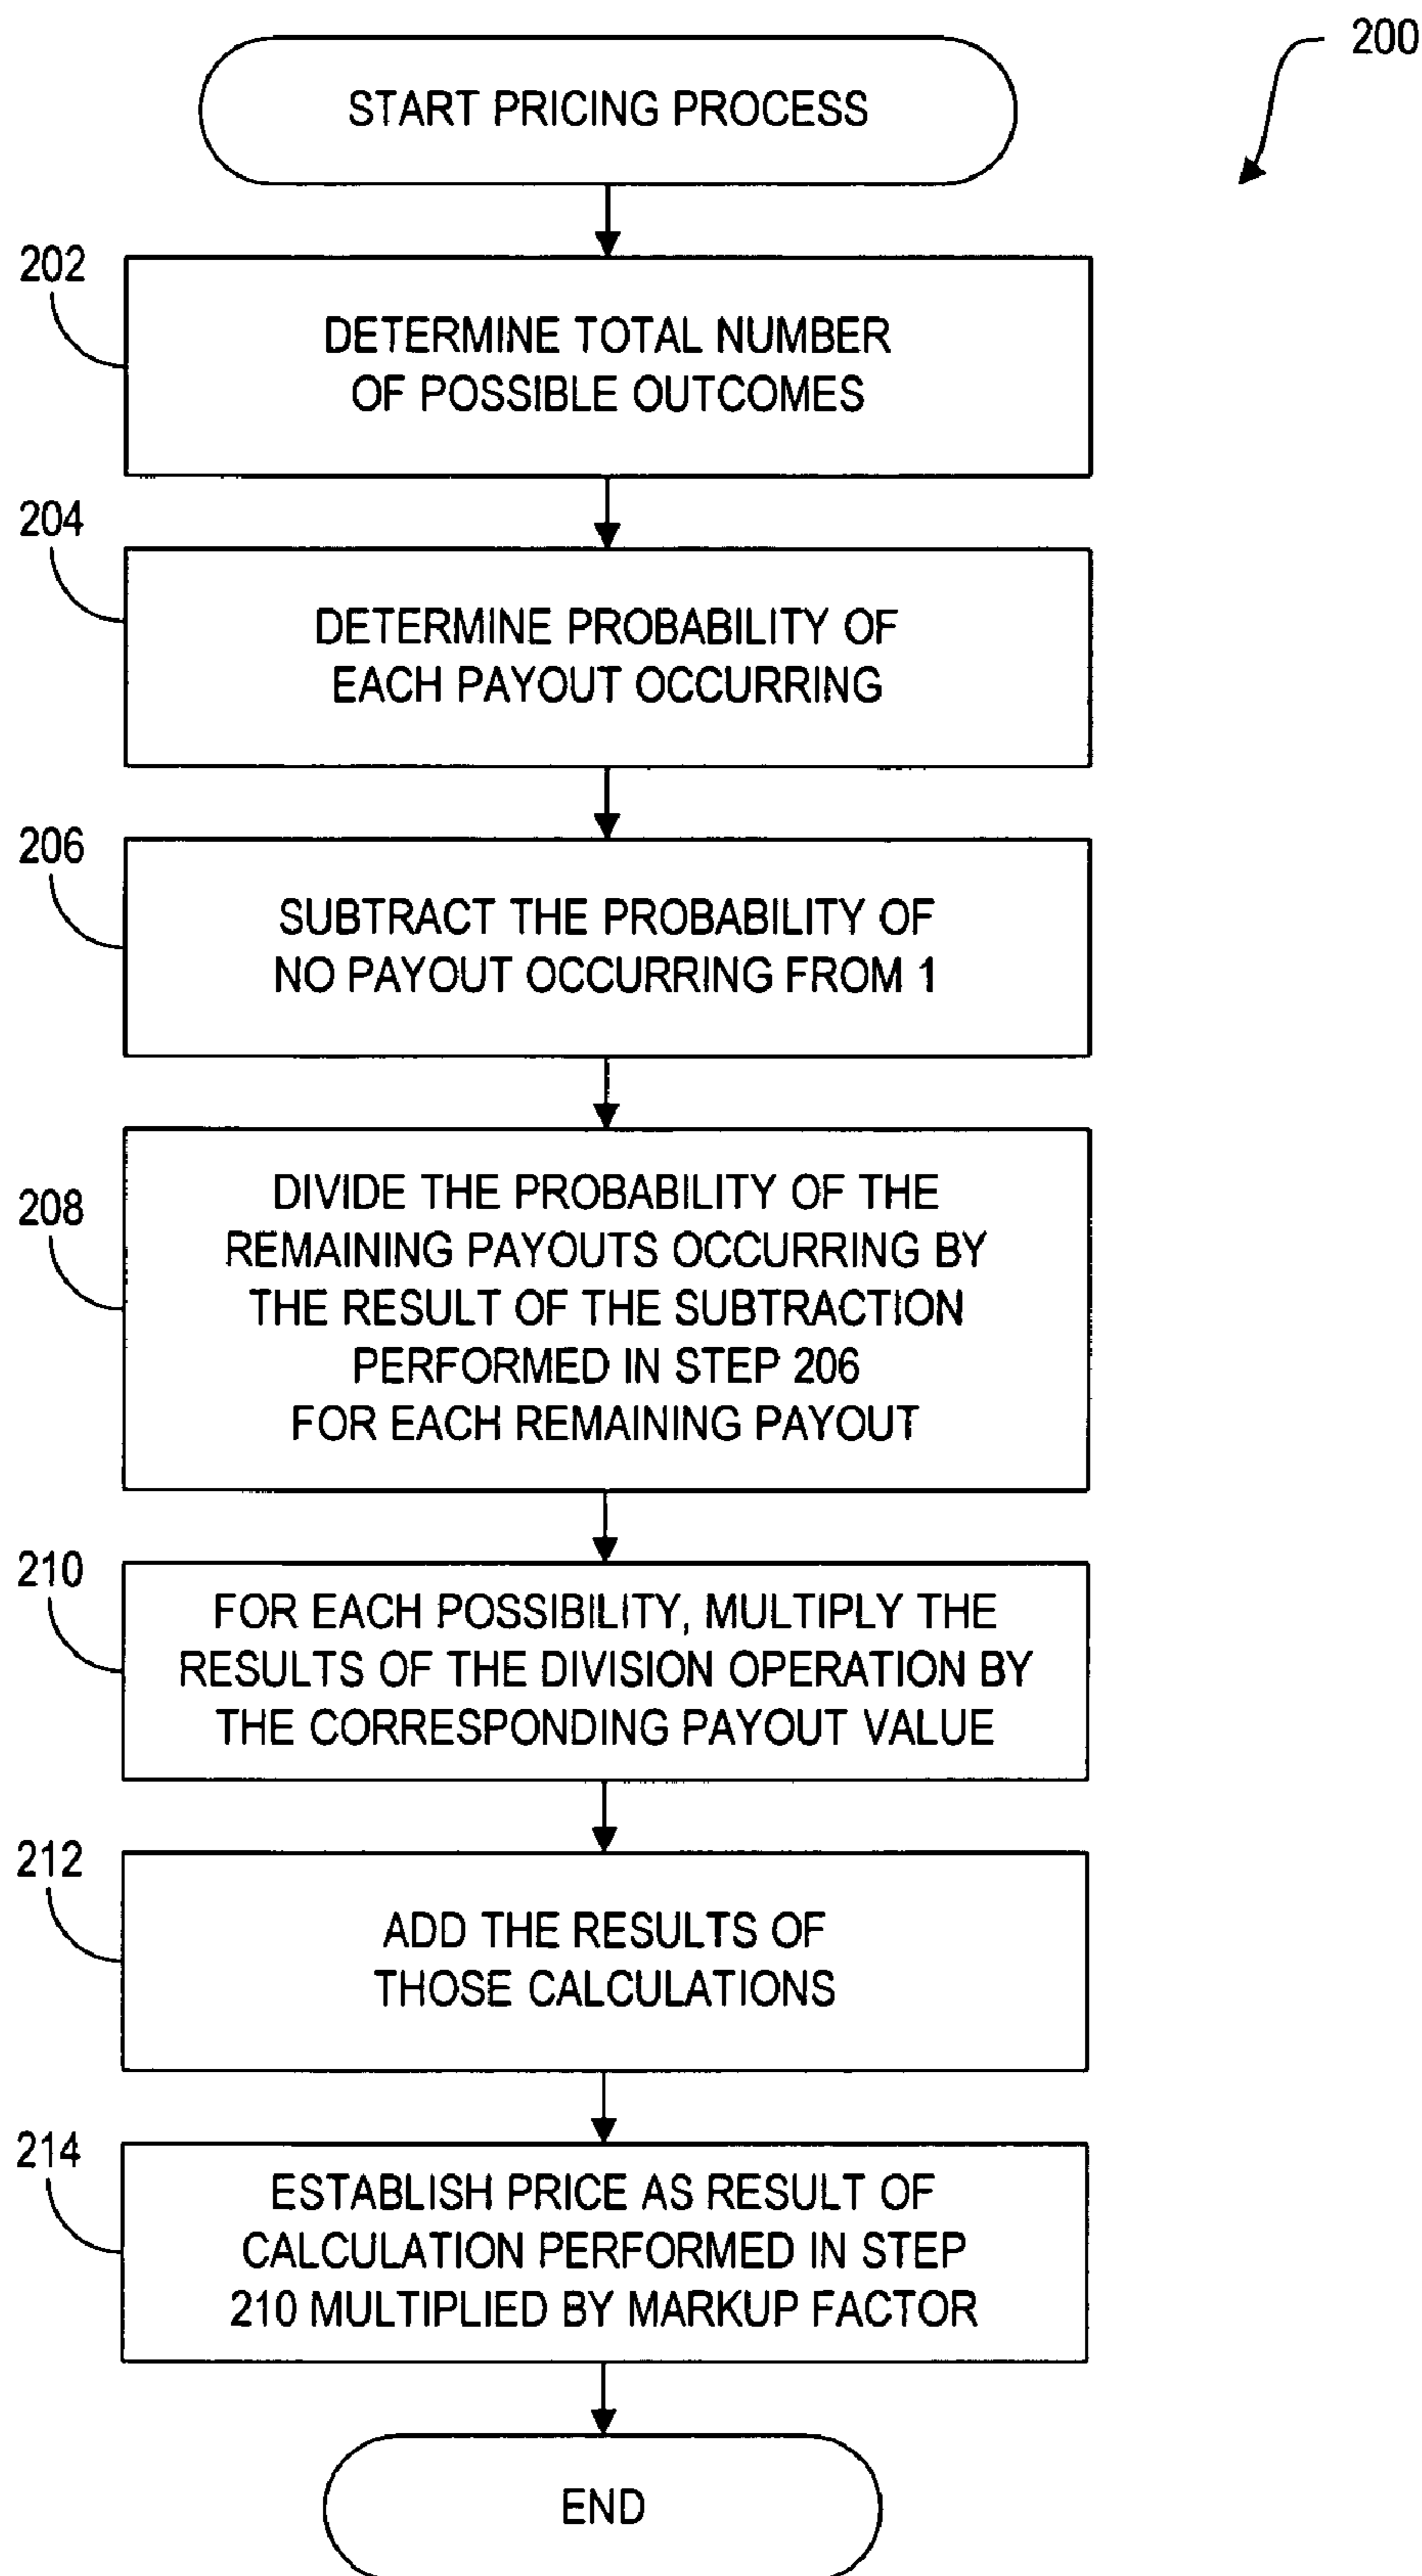 200
START PRICING PROCESS
202
DETERMINE TOTAL NUMBER
OF POSSIBLE OUTCOMES
204
DETERMINE PROBABILITY OF
EACH PAYOUT OCCURRING
206
SUBTRACT THE PROBABILITY OF
NO PAYOUT OCCURRING FROM 1
208
DIVIDE THE PROBABILITY OF THE
REMAINING PAYOUTS OCCURRING BY
THE RESULT OF THE SUBTRACTION
PERFORMED IN STEP 206
FOR EACH REMAINING PAYOUT
210
FOR EACH POSSIBILITY, MULTIPLY THE
RESULTS OF THE DIVISION OPERATION BY
THE CORRESPONDING PAYOUT VALUE
212
ADD THE RESULTS OF
THOSE CALCULATIONS
214
ESTABLISH PRICE AS RESULT OF
CALCULATION PERFORMED IN STEP
210 MULTIPLIED BY MARKUP FACTOR
END